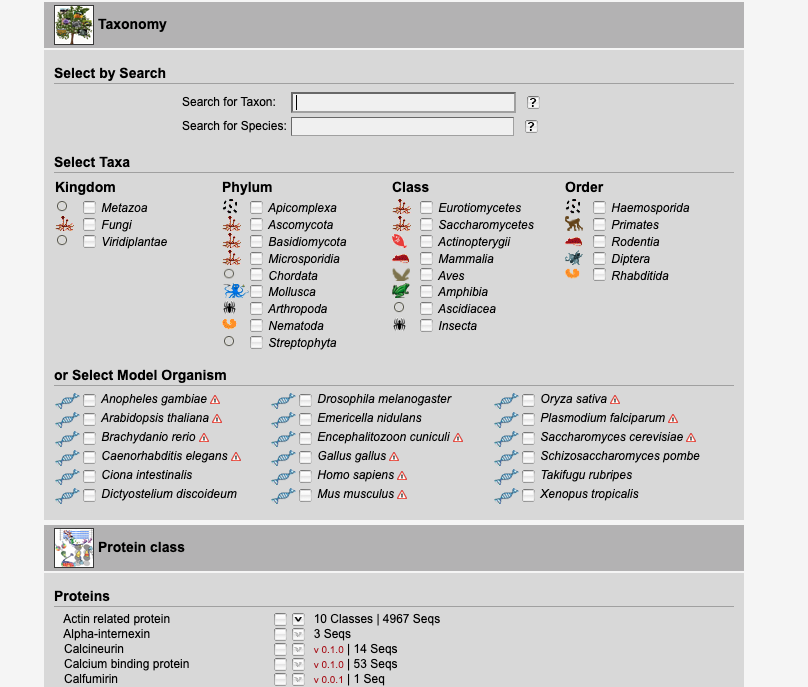 Taxonomy
Select by Search
Search for Taxon: ?
Search for Species: ?
Select Taxa
Kingdom Phylum Class Order
Metazoa Apicomplexa Eurotiomycetes Haemosporida
Fungi Ascomycota Saccharomycetes Primates
Viridiplantae Basidiomycota Actinopterygii Rodentia
Microsporidia Mammalia Diptera
Chordata Aves Rhabditida
Mollusca Amphibia
Arthropoda Ascidiacea
Nematoda Insecta
Streptophyta
or Select Model Organism
Anopheles gambiae Drosophila melanogaster Oryza sativa
Arabidopsis thaliana Emericella nidulans Plasmodium falciparum
Brachydanio rerio Encephalitozoon cuniculi Saccharomyces cerevisiae
Caenorhabditis elegans Gallus gallus Schizosaccharomyces pombe
Ciona intestinalis Homo sapiens Takifugu rubripes
Dictyostelium discoideum Mus musculus Xenopus tropicalis
Protein class
Proteins
Actin related protein 10 Classes | 4967 Seqs
Alpha-internexin 3 Seqs
Calcineurin v 0.1.0 | 14 Seqs
Calcium binding protein v 0.1.0 | 53 Seqs
Calfumirin v 0.0.1 | 1 Seq